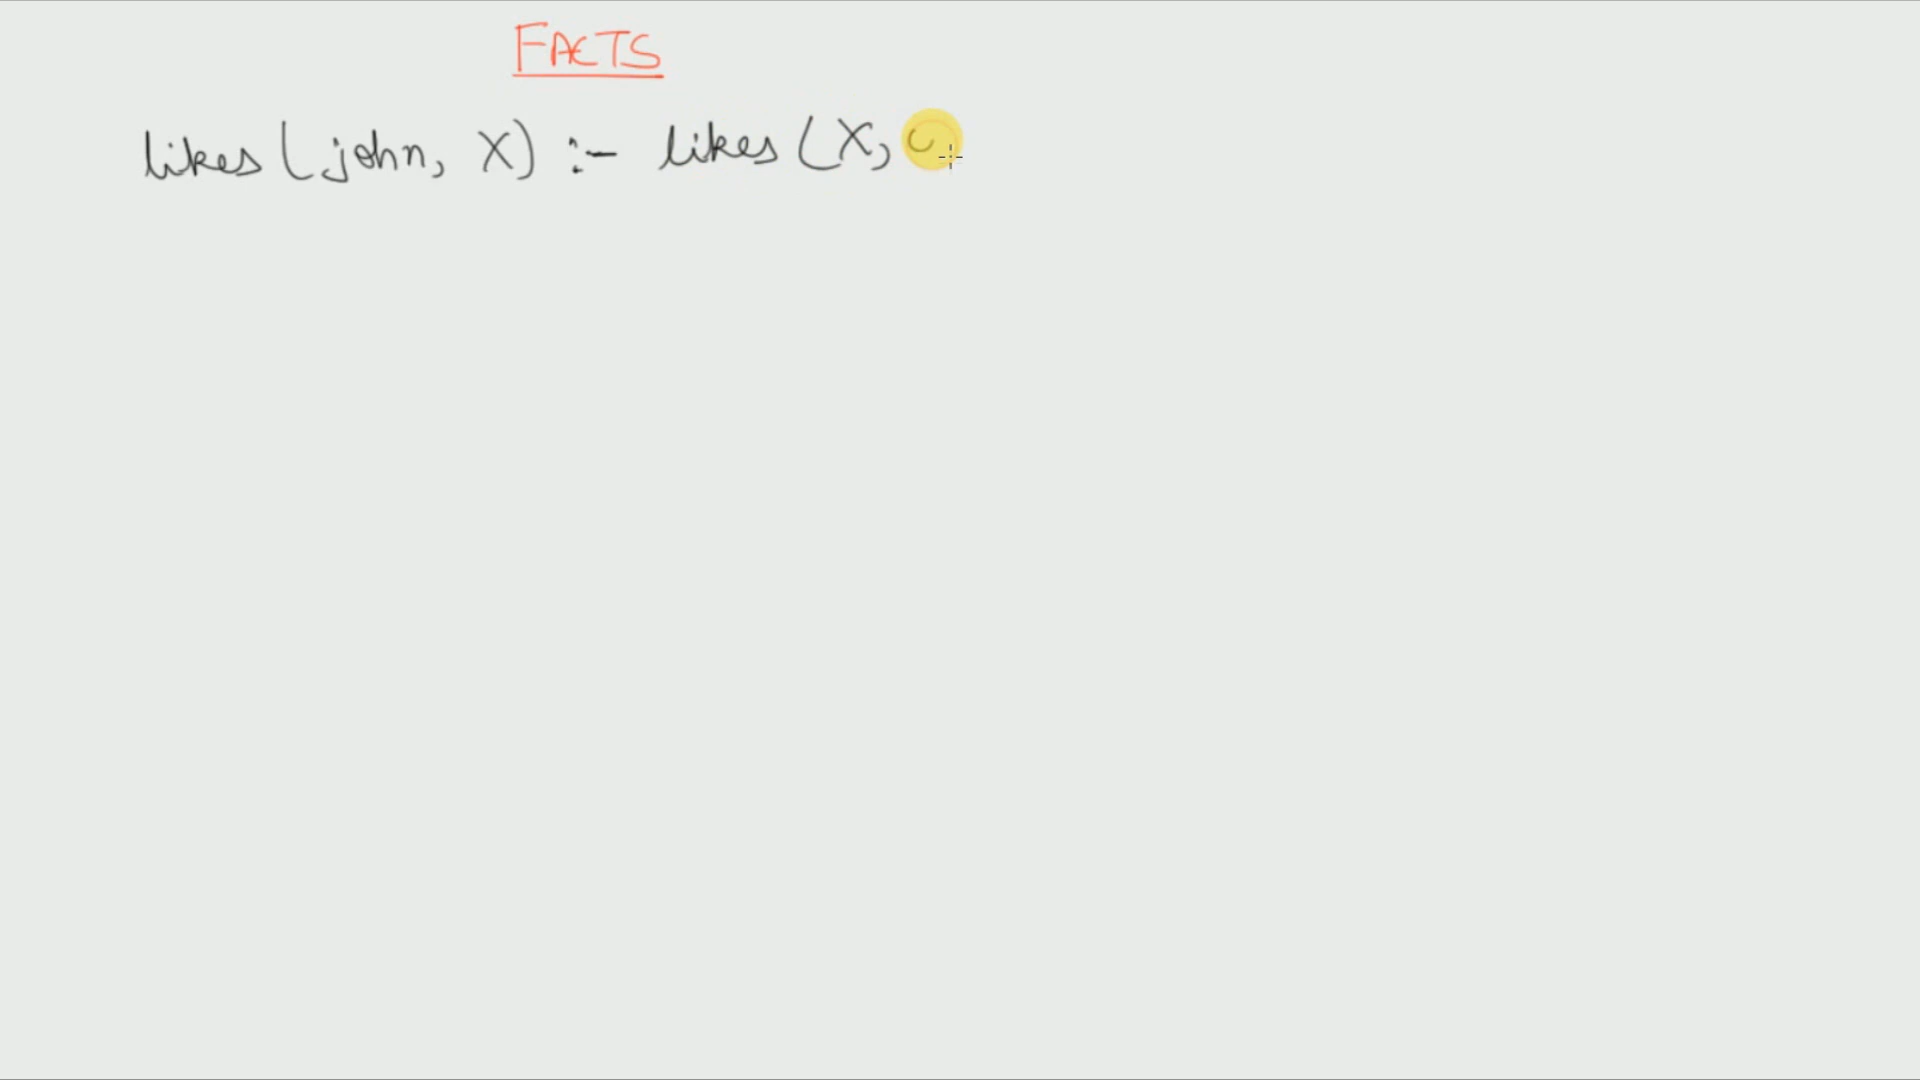 FACTS
likes (john, X) :- likes (X,